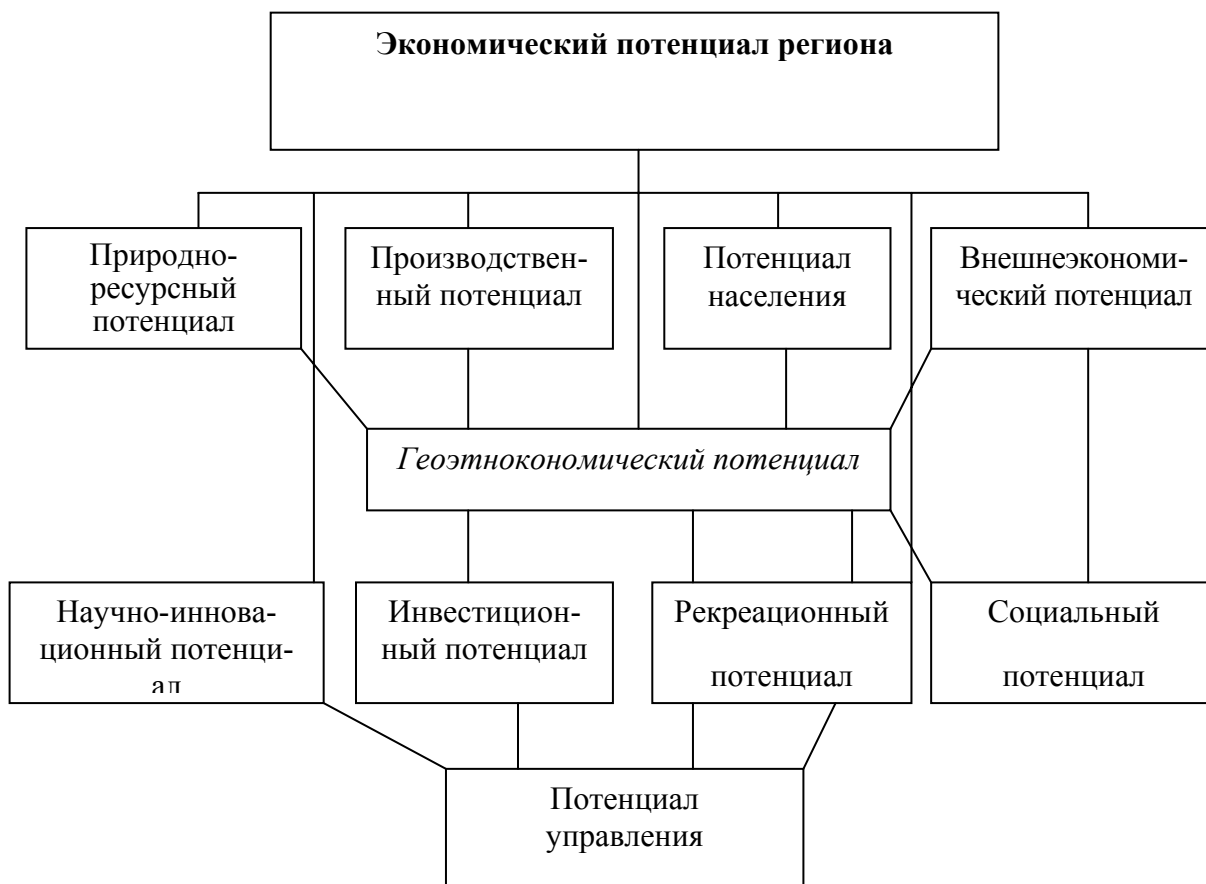 Экономический потенциал региона
Природно-
ресурсный
потенциал
Производствен-
ный потенциал
Потенциал
населения
Внешнеэкономи-
ческий потенциал
Геоэтнокономический потенциал
Научно-иннова-
ционный потенци-
ал
Инвестицион-
ный потенциал
Рекреационный
потенциал
Социальный
потенциал
Потенциал
управления